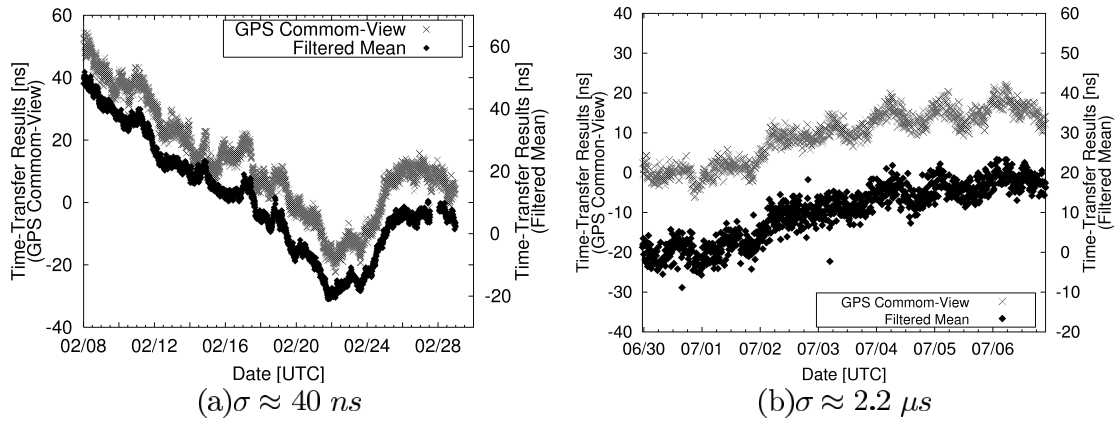 60
40
20
0
-20
-40
60
40
20
0
-20
GPS Commom-View
Filtered Mean
Time-Transfer Results [ns]
(GPS Common-View)
Time-Transfer Results [ns]
(Filtered Mean)
02/08 02/12 02/16 02/20 02/24 02/28
Date [UTC]
(a)σ ≈ 40 ns
40
30
20
10
0
-10
-20
-30
-40
60
50
40
30
20
10
0
-10
-20
Time-Transfer Results [ns]
(GPS Common-View)
Time-Transfer Results [ns]
(Filtered Mean)
GPS Commom-View
Filtered Mean
06/30 07/01 07/02 07/03 07/04 07/05 07/06
Date [UTC]
(b)σ ≈ 2.2 μs